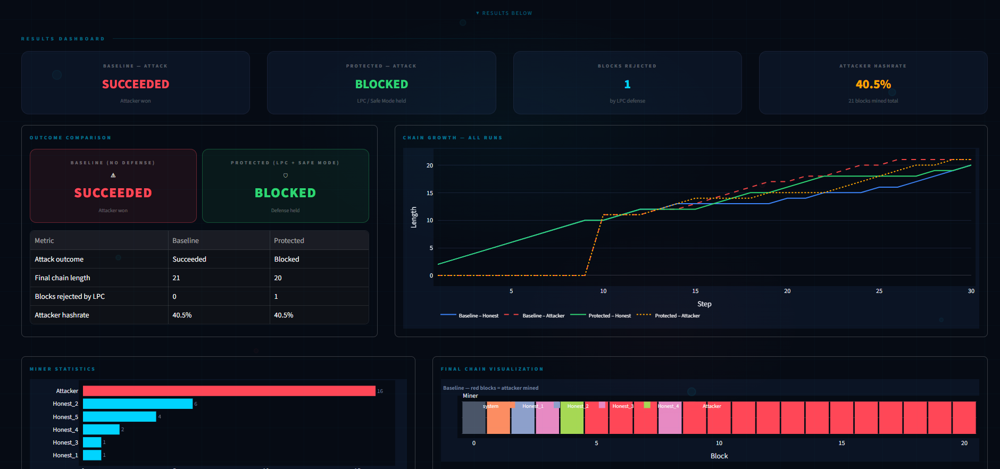 ▼ RESULTS BELOW
RESULTS DASHBOARD
BASELINE — ATTACK
SUCCEEDED
Attacker won
PROTECTED — ATTACK
BLOCKED
LPC / Safe Mode held
BLOCKS REJECTED
1
by LPC defense
ATTACKER HASHRATE
40.5%
21 blocks mined total
OUTCOME COMPARISON
BASELINE (NO DEFENSE)
⚠
SUCCEEDED
Attacker won
PROTECTED (LPC + SAFE MODE)
BLOCKED
Defense held
Metric Baseline Protected
Attack outcome Succeeded Blocked
Final chain length 21 20
Blocks rejected by LPC 0 1
Attacker hashrate 40.5% 40.5%
CHAIN GROWTH — ALL RUNS
Length
20
15
10
5
0
5 10 15 20 25 30
Step
Baseline – Honest Baseline – Attacker Protected – Honest Protected – Attacker
MINER STATISTICS
Attacker 16
Honest_2 6
Honest_5 4
Honest_4 2
Honest_3 1
Honest_1 1
FINAL CHAIN VISUALIZATION
Baseline — red blocks = attacker mined
Miner
system Honest_1 Honest_2 Honest_3 Honest_4 Attacker
0 5 10 15 20
Block